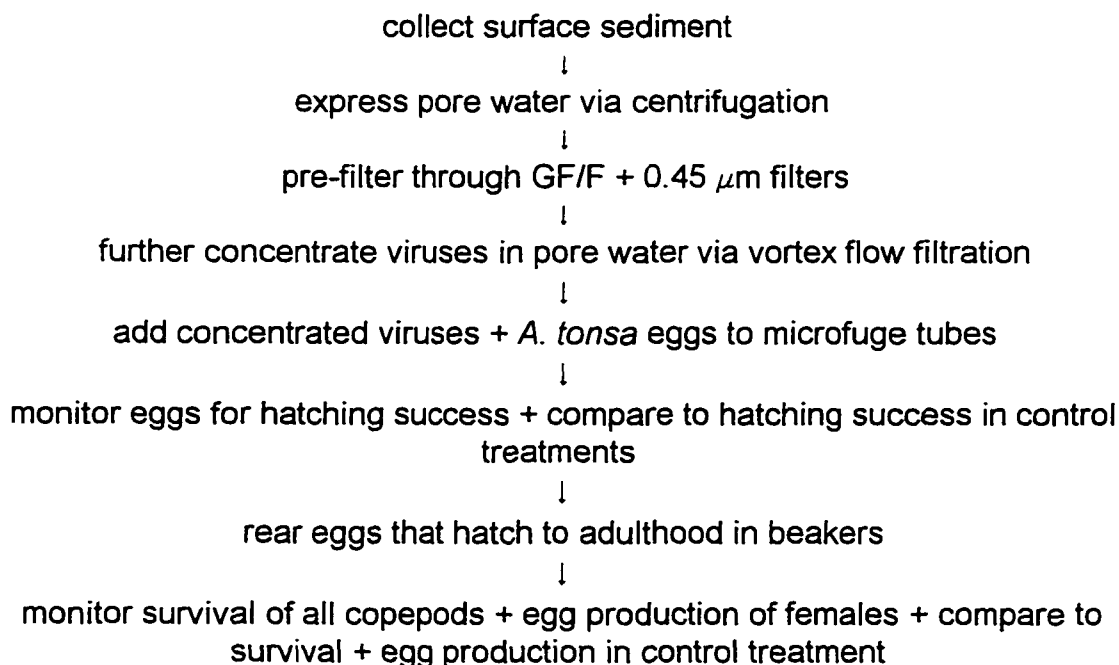 collect surface sediment
↓
express pore water via centrifugation
↓
pre-filter through GF/F + 0.45 μm filters
↓
further concentrate viruses in pore water via vortex flow filtration
↓
add concentrated viruses + A. tonsa eggs to microfuge tubes
↓
monitor eggs for hatching success + compare to hatching success in control
treatments
↓
rear eggs that hatch to adulthood in beakers
↓
monitor survival of all copepods + egg production of females + compare to
survival + egg production in control treatment